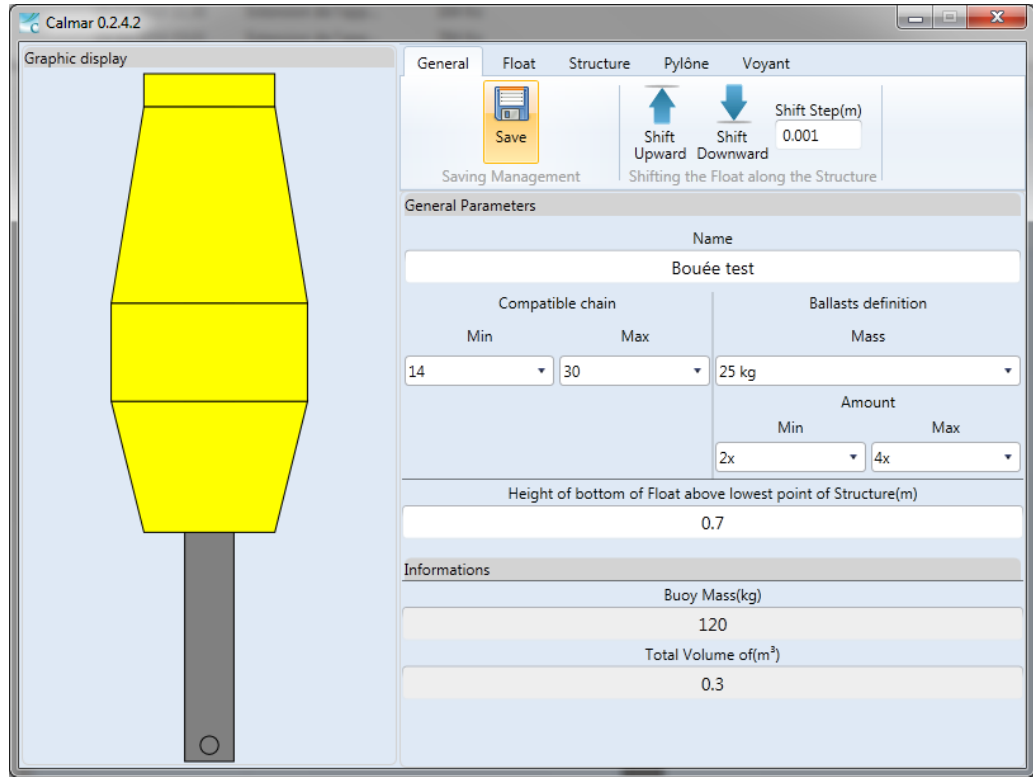 Calmar 0.2.4.2
Graphic display
General Float Structure Pylône Voyant
Save
Shift Upward
Shift Downward
Shift Step(m)
0.001
Saving Management
Shifting the Float along the Structure
General Parameters
Name
Bouée test
Compatible chain
Ballasts definition
Min Max
Mass
14 30
25 kg
Amount
Min Max
2x 4x
Height of bottom of Float above lowest point of Structure(m)
0.7
Informations
Buoy Mass(kg)
120
Total Volume of(m³)
0.3